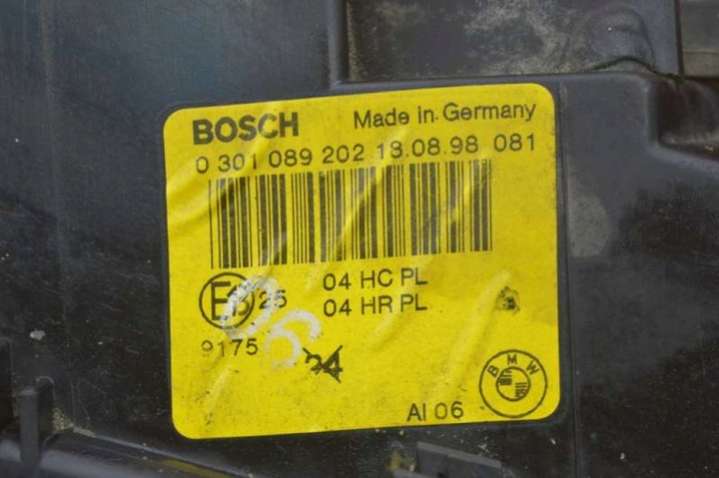 BOSCH Made in Germany
0 301 089 202 13.08.98 081
04 HC PL
E 25
04 HR PL
9175
06
24
BMW
AI 06